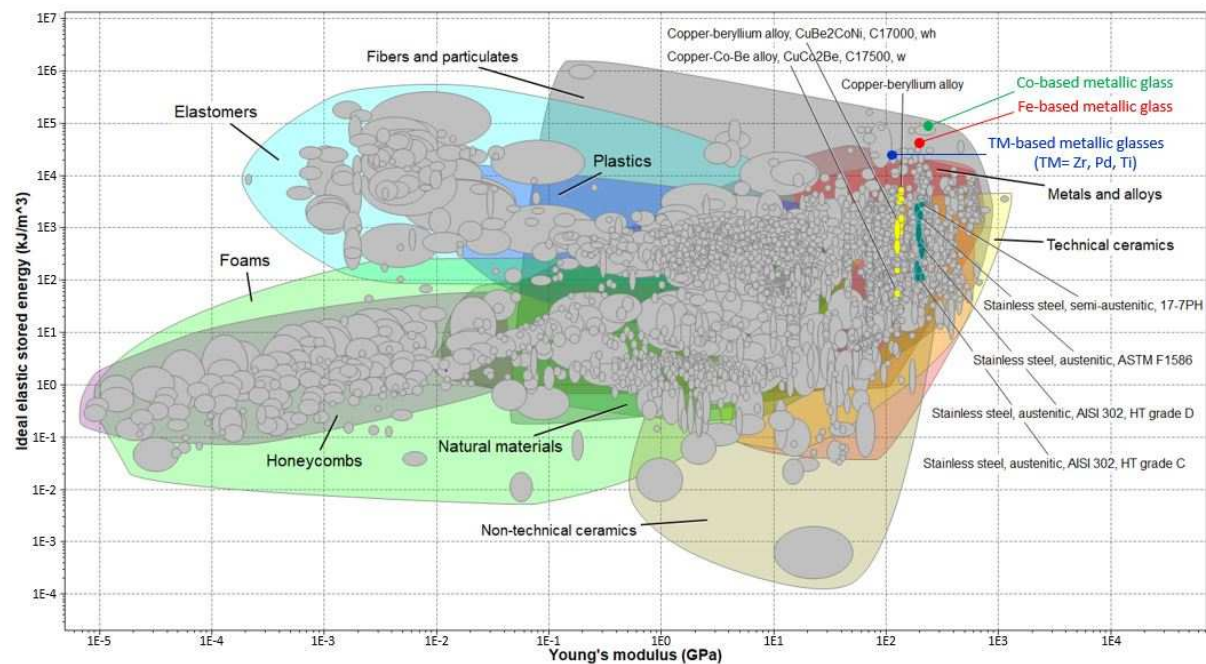 1E7
1E6
1E5
1E4
1E3
1E2
1E1
1E0
1E-1
1E-2
1E-3
1E-4
Ideal elastic stored energy (kJ/m^3)
Copper-beryllium alloy, CuBe2CoNi, C17000, wh
Copper-Co-Be alloy, CuCo2Be, C17500, w
Copper-beryllium alloy
Fibers and particulates
Co-based metallic glass
Fe-based metallic glass
Elastomers
TM-based metallic glasses
(TM= Zr, Pd, Ti)
Plastics
Metals and alloys
Technical ceramics
Foams
Stainless steel, semi-austenitic, 17-7PH
Stainless steel, austenitic, ASTM F1586
Stainless steel, austenitic, AISI 302, HT grade D
Natural materials
Honeycombs
Stainless steel, austenitic, AISI 302, HT grade C
Non-technical ceramics
1E-5
1E-4
1E-3
1E-2
1E-1
1E0
1E1
1E2
1E3
1E4
Young's modulus (GPa)